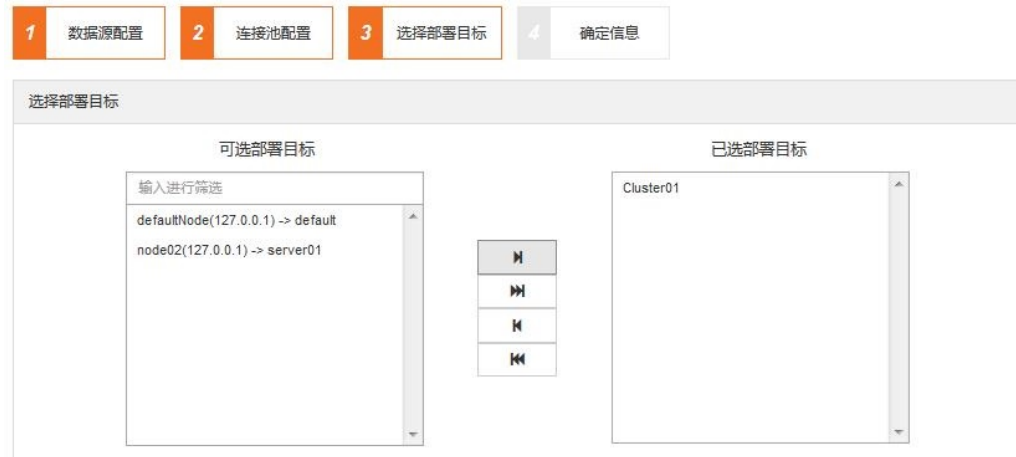 1 数据源配置 2 连接池配置 3 选择部署目标 4 确定信息
选择部署目标
可选部署目标
输入进行筛选
defaultNode(127.0.0.1) -> default
node02(127.0.0.1) -> server01
已选部署目标
Cluster01